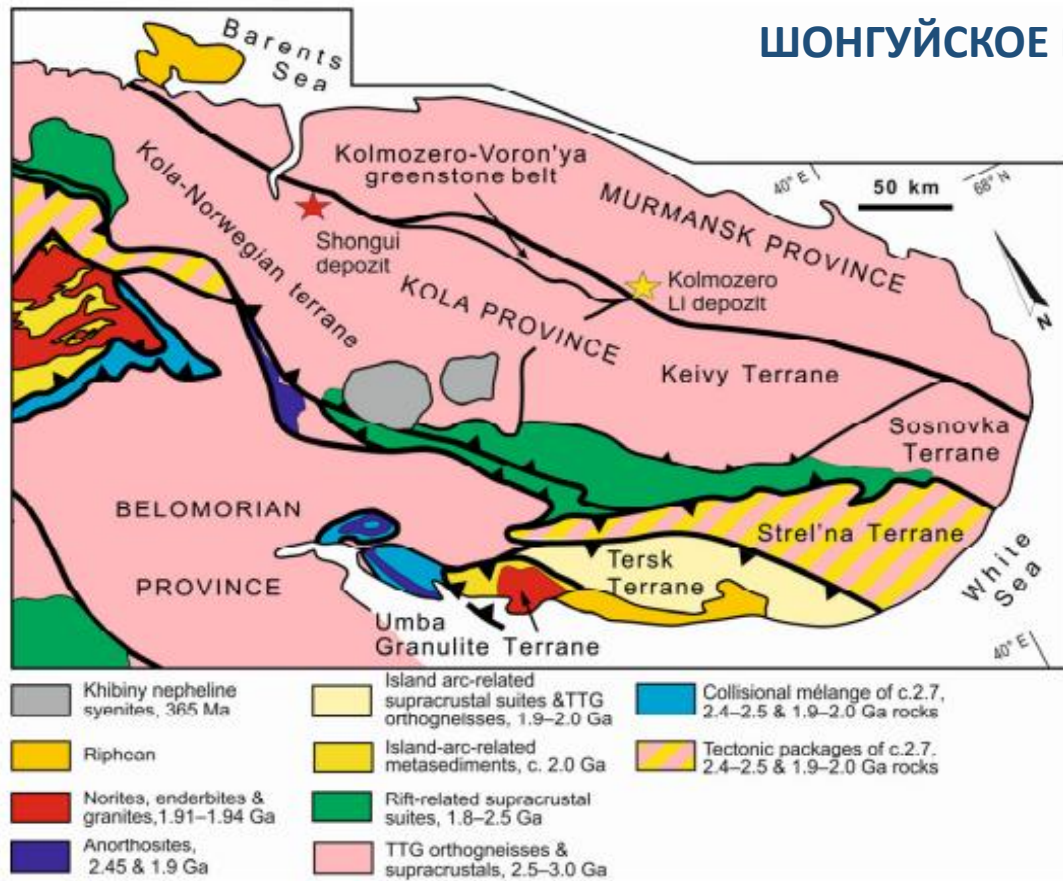 ШОНГУЙСКОЕ
Barents
Sea
Kola-Norwegian terrane
Kolmozero-Voron'ya
greenstone belt
MURMANSK PROVINCE
40° E
68° N
50 km
N
Shongui
depozit
KOLA PROVINCE
Kolmozero
Li depozit
Keivy Terrane
Sosnovka
Terrane
BELOMORIAN
PROVINCE
Strel'na Terrane
Tersk
Terrane
White
Sea
Umba
Granulite Terrane
40° E
Khibiny nepheline
syenites, 365 Ma
Riphean
Norites, enderbites &
granites,1.91–1.94 Ga
Anorthosites,
2.45 & 1.9 Ga
Island arc-related
supracrustal suites &TTG
orthogneisses, 1.9–2.0 Ga
Island-arc-related
metasediments, c. 2.0 Ga
Rift-related supracrustal
suites, 1.8–2.5 Ga
TTG orthogneisses &
supracrustals, 2.5–3.0 Ga
Collisional mélange of c.2.7,
2.4–2.5 & 1.9–2.0 Ga rocks
Tectonic packages of c.2.7.
2.4–2.5 & 1.9–2.0 Ga rocks